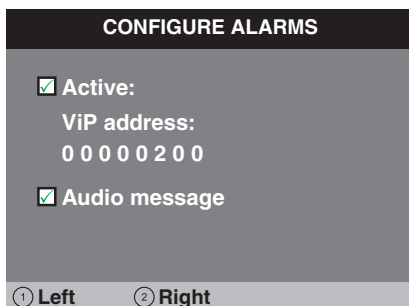 CONFIGURE ALARMS
Active:
ViP address:
0 0 0 0 0 2 0 0
Audio message
1 Left 2 Right